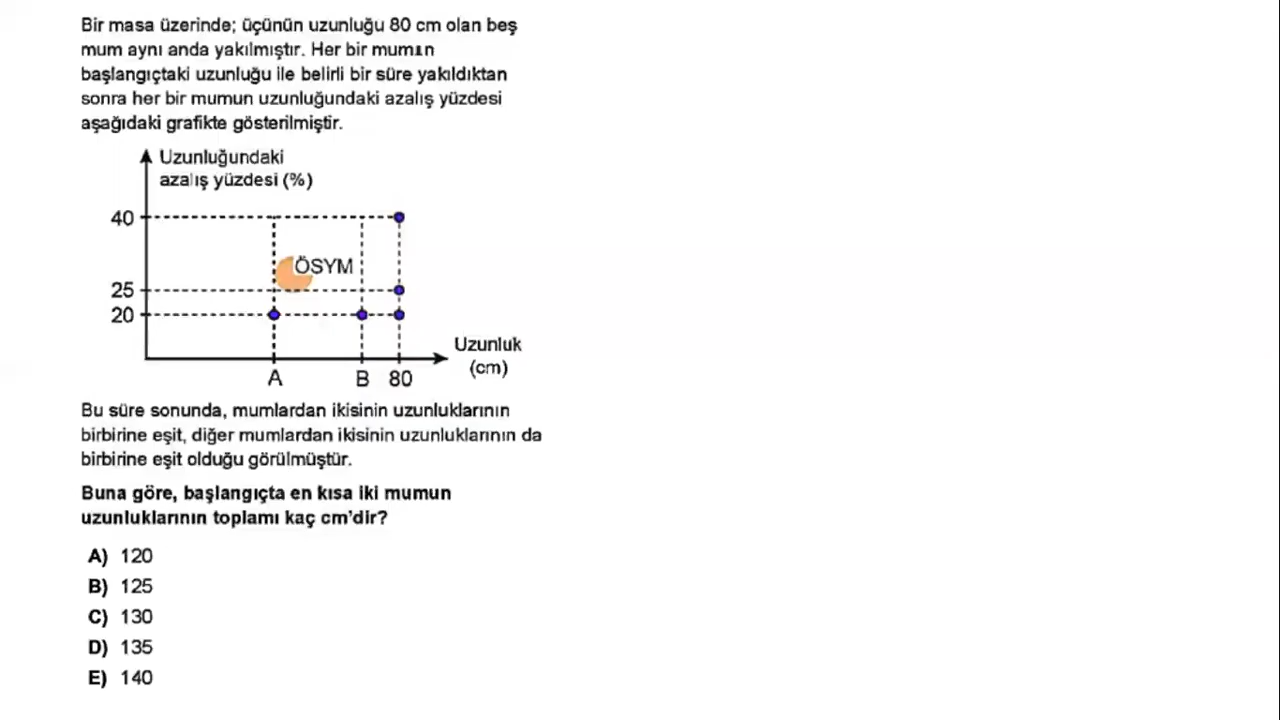 Bir masa üzerinde; üçünün uzunluğu 80 cm olan beş
mum aynı anda yakılmıştır. Her bir mumın
başlangıçtaki uzunluğu ile belirli bir süre yakıldıktan
sonra her bir mumun uzunluğundaki azalış yüzdesi
aşağıdaki grafikte gösterilmiştir.
Uzunluğundaki
azalış yüzdesi (%)
40
ÖSYM
25
20
Uzunluk
(cm)
A B 80
Bu süre sonunda, mumlardan ikisinin uzunluklarının
birbirine eşit, diğer mumlardan ikisinin uzunluklarının da
birbirine eşit olduğu görülmüştür.
Buna göre, başlangıçta en kısa iki mumun
uzunluklarının toplamı kaç cm'dir?
A) 120
B) 125
C) 130
D) 135
E) 140